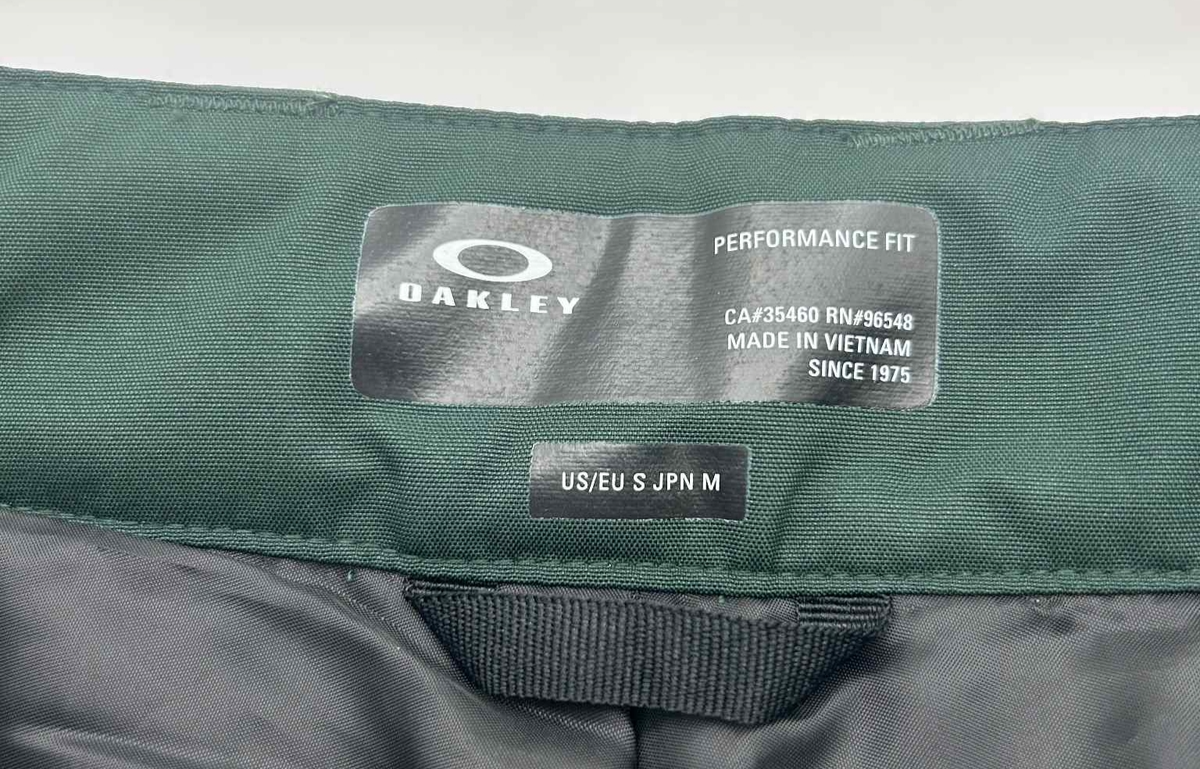 OAKLEY
PERFORMANCE FIT
CA#35460 RN#96548
MADE IN VIETNAM
SINCE 1975
US/EU S JPN M